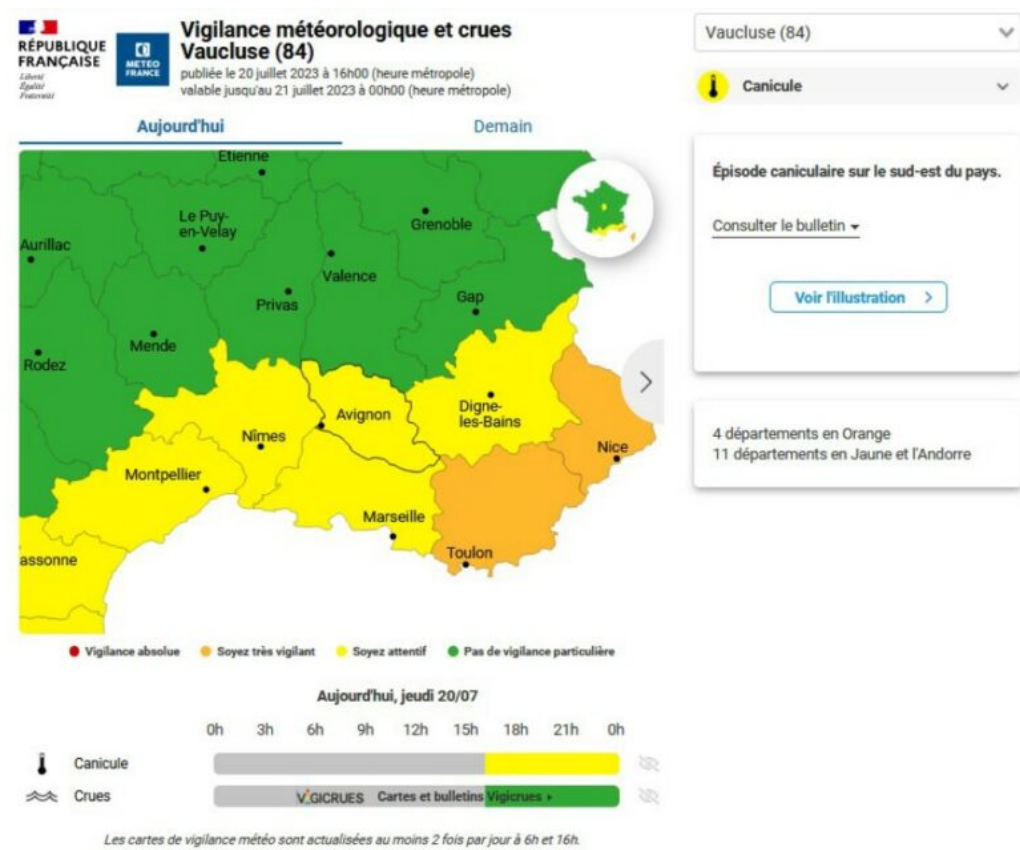 RÉPUBLIQUE
FRANÇAISE
Liberté
Égalité
Fraternité
METEO
FRANCE
Vigilance météorologique et crues
Vaucluse (84)
publiée le 20 juillet 2023 à 16h00 (heure métropole)
valable jusqu'au 21 juillet 2023 à 00h00 (heure métropole)
Vaucluse (84)
Canicule
Aujourd'hui
Demain
Épisode caniculaire sur le sud-est du pays.
Consulter le bulletin
Voir l'illustration >
4 départements en Orange
11 départements en Jaune et l'Andorre
Etienne
Le Puy-
en-Velay
Grenoble
Aurillac
Valence
Privas
Gap
Mende
Rodez
Avignon
Digne-
les-Bains
Nîmes
Nice
Montpellier
Marseille
Toulon
assonne
Vigilance absolue Soyez très vigilant Soyez attentif Pas de vigilance particulière
Aujourd'hui, jeudi 20/07
0h 3h 6h 9h 12h 15h 18h 21h 0h
Canicule
Crues VIGICRUES Cartes et bulletins Vigicrues
Les cartes de vigilance météo sont actualisées au moins 2 fois par jour à 6h et 16h.